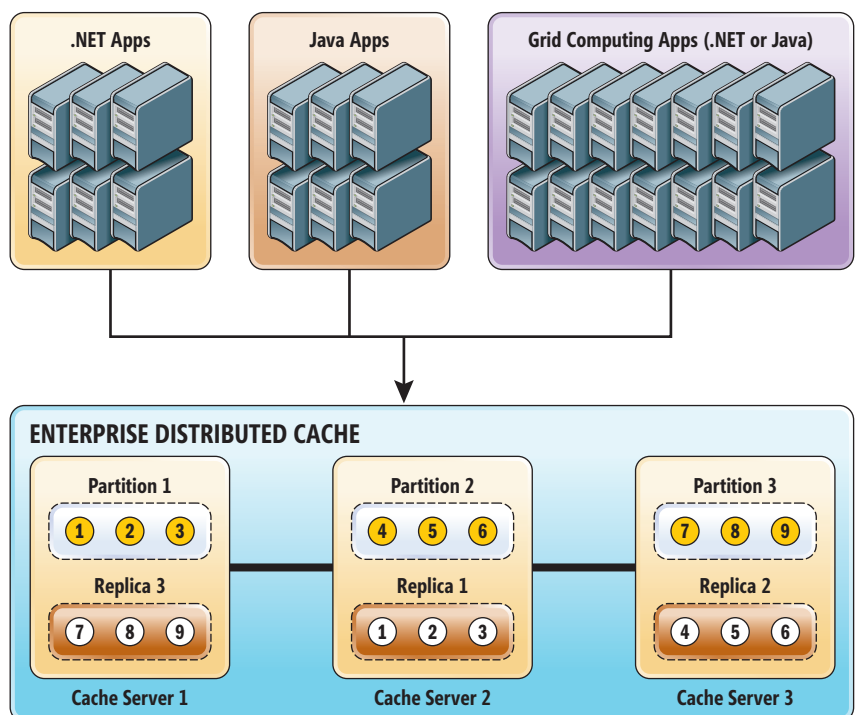 .NET Apps
Java Apps
Grid Computing Apps (.NET or Java)
ENTERPRISE DISTRIBUTED CACHE
Partition 1
1 2 3
Replica 3
7 8 9
Cache Server 1
Partition 2
4 5 6
Replica 1
1 2 3
Cache Server 2
Partition 3
7 8 9
Replica 2
4 5 6
Cache Server 3